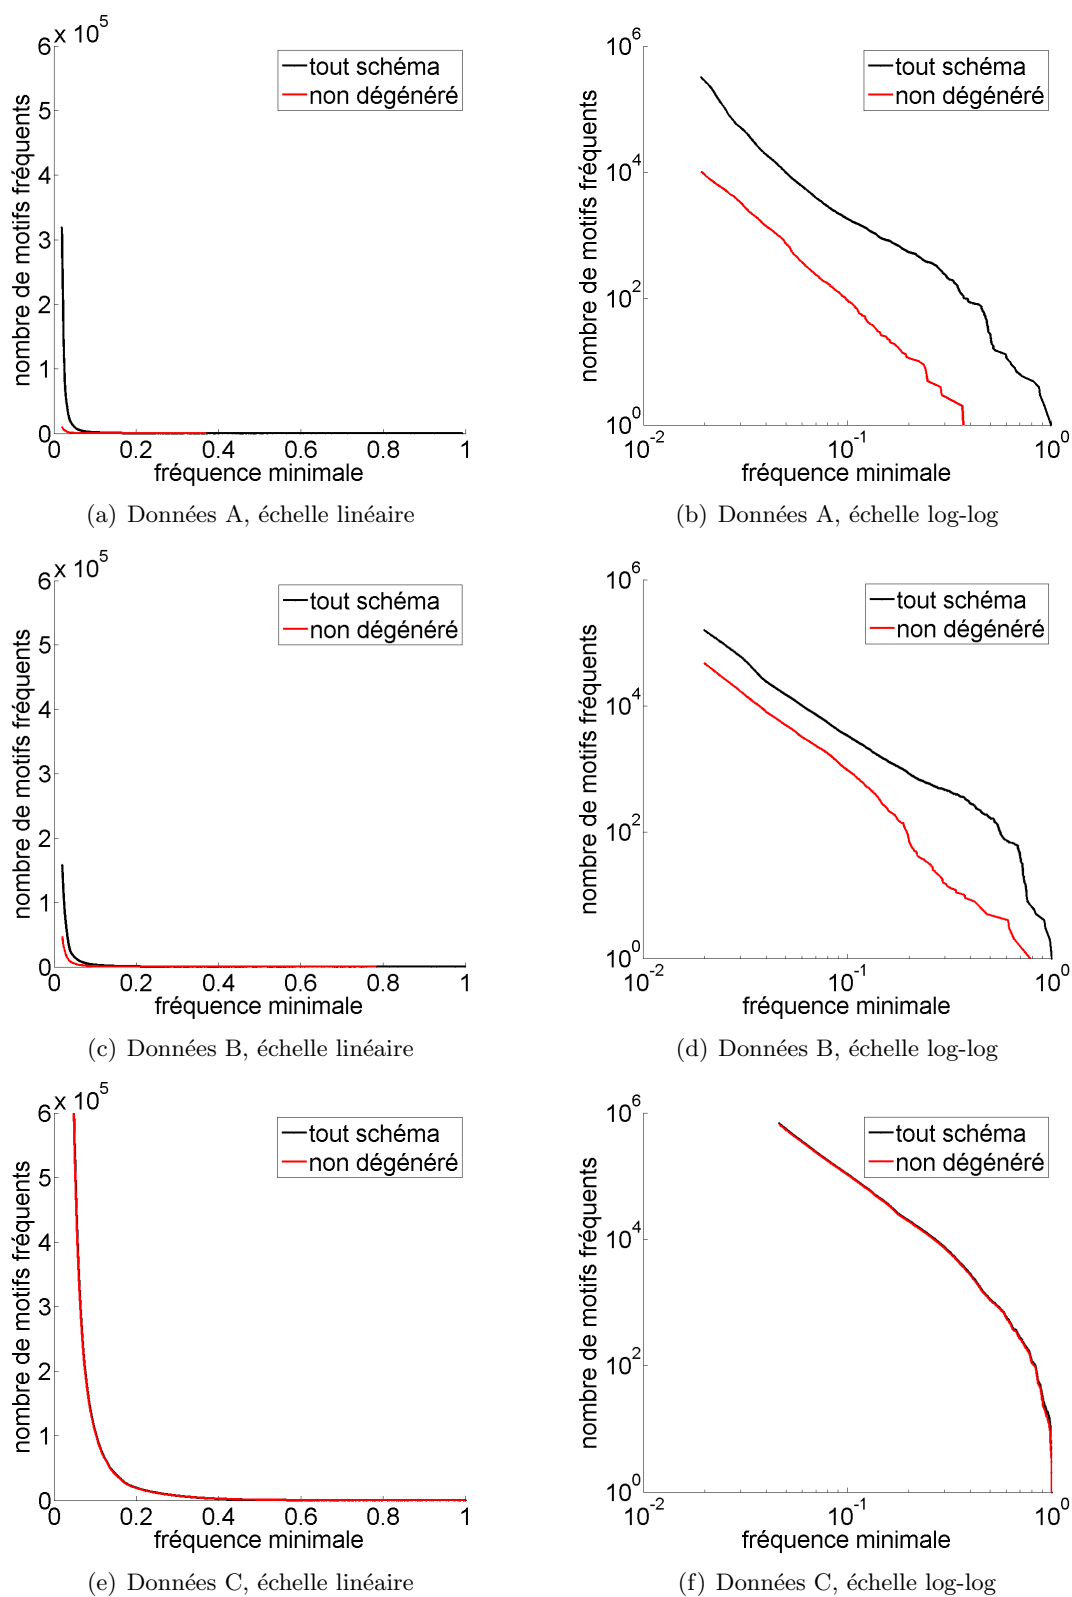 6 x 10^5
5
4
3
2
1
0
0 0.2 0.4 0.6 0.8 1
nombre de motifs fréquents
fréquence minimale
tout schéma
non dégénéré
(a) Données A, échelle linéaire
10^6
10^4
10^2
10^0
10^-2 10^-1 10^0
nombre de motifs fréquents
fréquence minimale
tout schéma
non dégénéré
(b) Données A, échelle log-log
6 x 10^5
5
4
3
2
1
0
0 0.2 0.4 0.6 0.8 1
nombre de motifs fréquents
fréquence minimale
tout schéma
non dégénéré
(c) Données B, échelle linéaire
10^6
10^4
10^2
10^0
10^-2 10^-1 10^0
nombre de motifs fréquents
fréquence minimale
tout schéma
non dégénéré
(d) Données B, échelle log-log
6 x 10^5
5
4
3
2
1
0
0 0.2 0.4 0.6 0.8 1
nombre de motifs fréquents
fréquence minimale
tout schéma
non dégénéré
(e) Données C, échelle linéaire
10^6
10^4
10^2
10^0
10^-2 10^-1 10^0
nombre de motifs fréquents
fréquence minimale
tout schéma
non dégénéré
(f) Données C, échelle log-log